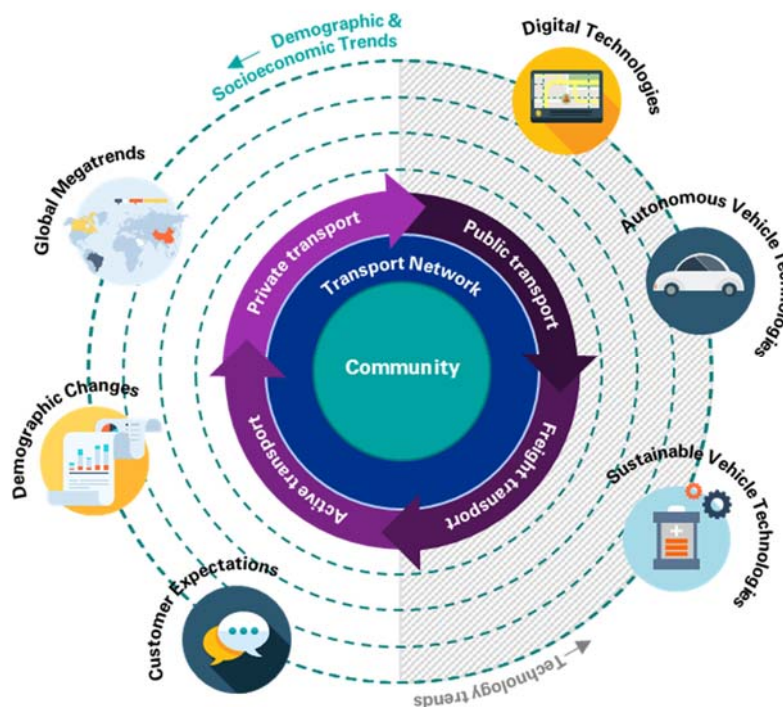 Demographic &
Socioeconomic Trends
Digital Technologies
Global Megatrends
Autonomous Vehicle Technologies
Private transport
Public transport
Transport Network
Community
Demographic Changes
Active transport
Freight transport
Sustainable Vehicle Technologies
Customer Expectations
Technology trends